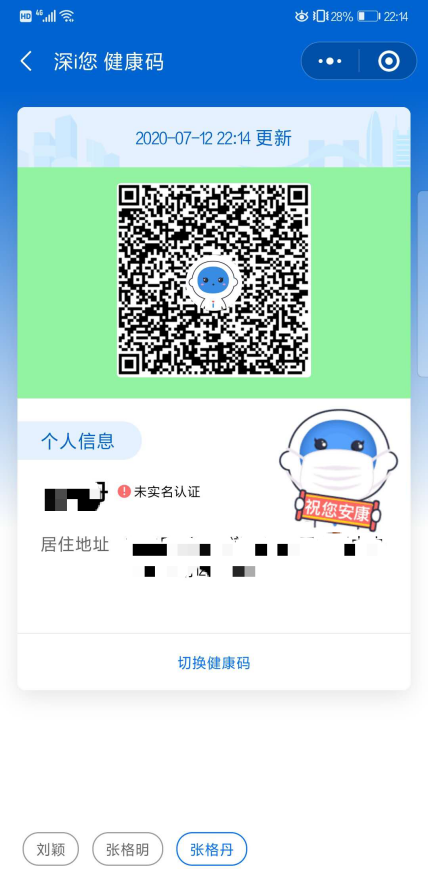 HD 4G 28% 22:14
深i您 健康码
2020-07-12 22:14 更新
个人信息
未实名认证
祝您安康
居住地址
切换健康码
刘颖 张格明 张格丹